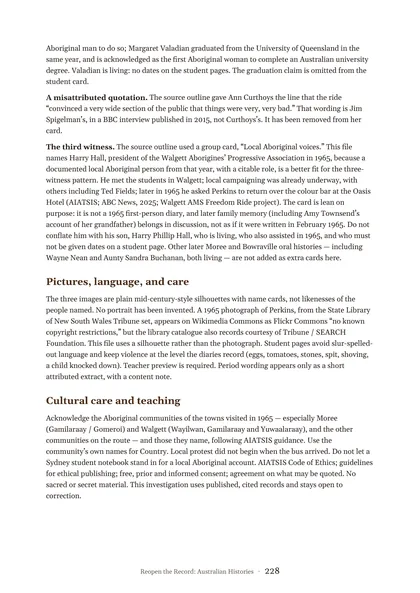 Aboriginal man to do so; Margaret Valadian graduated from the University of Queensland in the
same year, and is acknowledged as the first Aboriginal woman to complete an Australian university
degree. Valadian is living: no dates on the student pages. The graduation claim is omitted from the
student card.
A misattributed quotation. The source outline gave Ann Curthoys the line that the ride
“convinced a very wide section of the public that things were very, very bad.” That wording is Jim
Spigelman’s, in a BBC interview published in 2015, not Curthoys’s. It has been removed from her
card.
The third witness. The source outline used a group card, “Local Aboriginal voices.” This file
names Harry Hall, president of the Walgett Aborigines’ Progressive Association in 1965, because a
documented local Aboriginal person from that year, with a citable role, is a better fit for the three-
witness pattern. He met the students in Walgett; local campaigning was already underway, with
others including Ted Fields; later in 1965 he asked Perkins to return over the colour bar at the Oasis
Hotel (AIATSIS; ABC News, 2025; Walgett AMS Freedom Ride project). The card is lean on
purpose: it is not a 1965 first-person diary, and later family memory (including Amy Townsend’s
account of her grandfather) belongs in discussion, not as if it were written in February 1965. Do not
conflate him with his son, Harry Phillip Hall, who is living, who also assisted in 1965, and who must
not be given dates on a student page. Other later Moree and Bowraville oral histories — including
Wayne Nean and Aunty Sandra Buchanan, both living — are not added as extra cards here.
Pictures, language, and care
The three images are plain mid-century-style silhouettes with name cards, not likenesses of the
people named. No portrait has been invented. A 1965 photograph of Perkins, from the State Library
of New South Wales Tribune set, appears on Wikimedia Commons as Flickr Commons “no known
copyright restrictions,” but the library catalogue also records courtesy of Tribune / SEARCH
Foundation. This file uses a silhouette rather than the photograph. Student pages avoid slur-spelled-
out language and keep violence at the level the diaries record (eggs, tomatoes, stones, spit, shoving,
a child knocked down). Teacher preview is required. Period wording appears only as a short
attributed extract, with a content note.
Cultural care and teaching
Acknowledge the Aboriginal communities of the towns visited in 1965 — especially Moree
(Gamilaraay / Gomeroi) and Walgett (Wayilwan, Gamilaraay and Yuwaalaraay), and the other
communities on the route — and those they name, following AIATSIS guidance. Use the
community’s own names for Country. Local protest did not begin when the bus arrived. Do not let a
Sydney student notebook stand in for a local Aboriginal account. AIATSIS Code of Ethics; guidelines
for ethical publishing; free, prior and informed consent; agreement on what may be quoted. No
sacred or secret material. This investigation uses published, cited records and stays open to
correction.
Reopen the Record: Australian Histories · 228